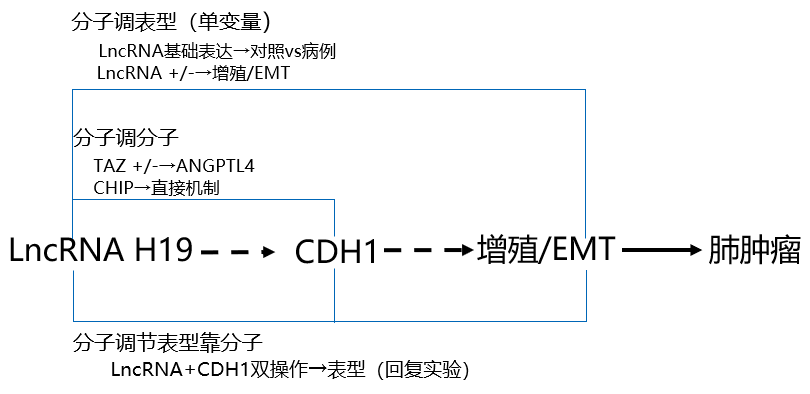 分子调表型（单变量）
LncRNA基础表达→对照vs病例
LncRNA +/-→增殖/EMT
分子调分子
TAZ +/-→ANGPTL4
CHIP→直接机制
LncRNA H19 CDH1 增殖/EMT 肺肿瘤
分子调节表型靠分子
LncRNA+CDH1双操作→表型（回复实验）